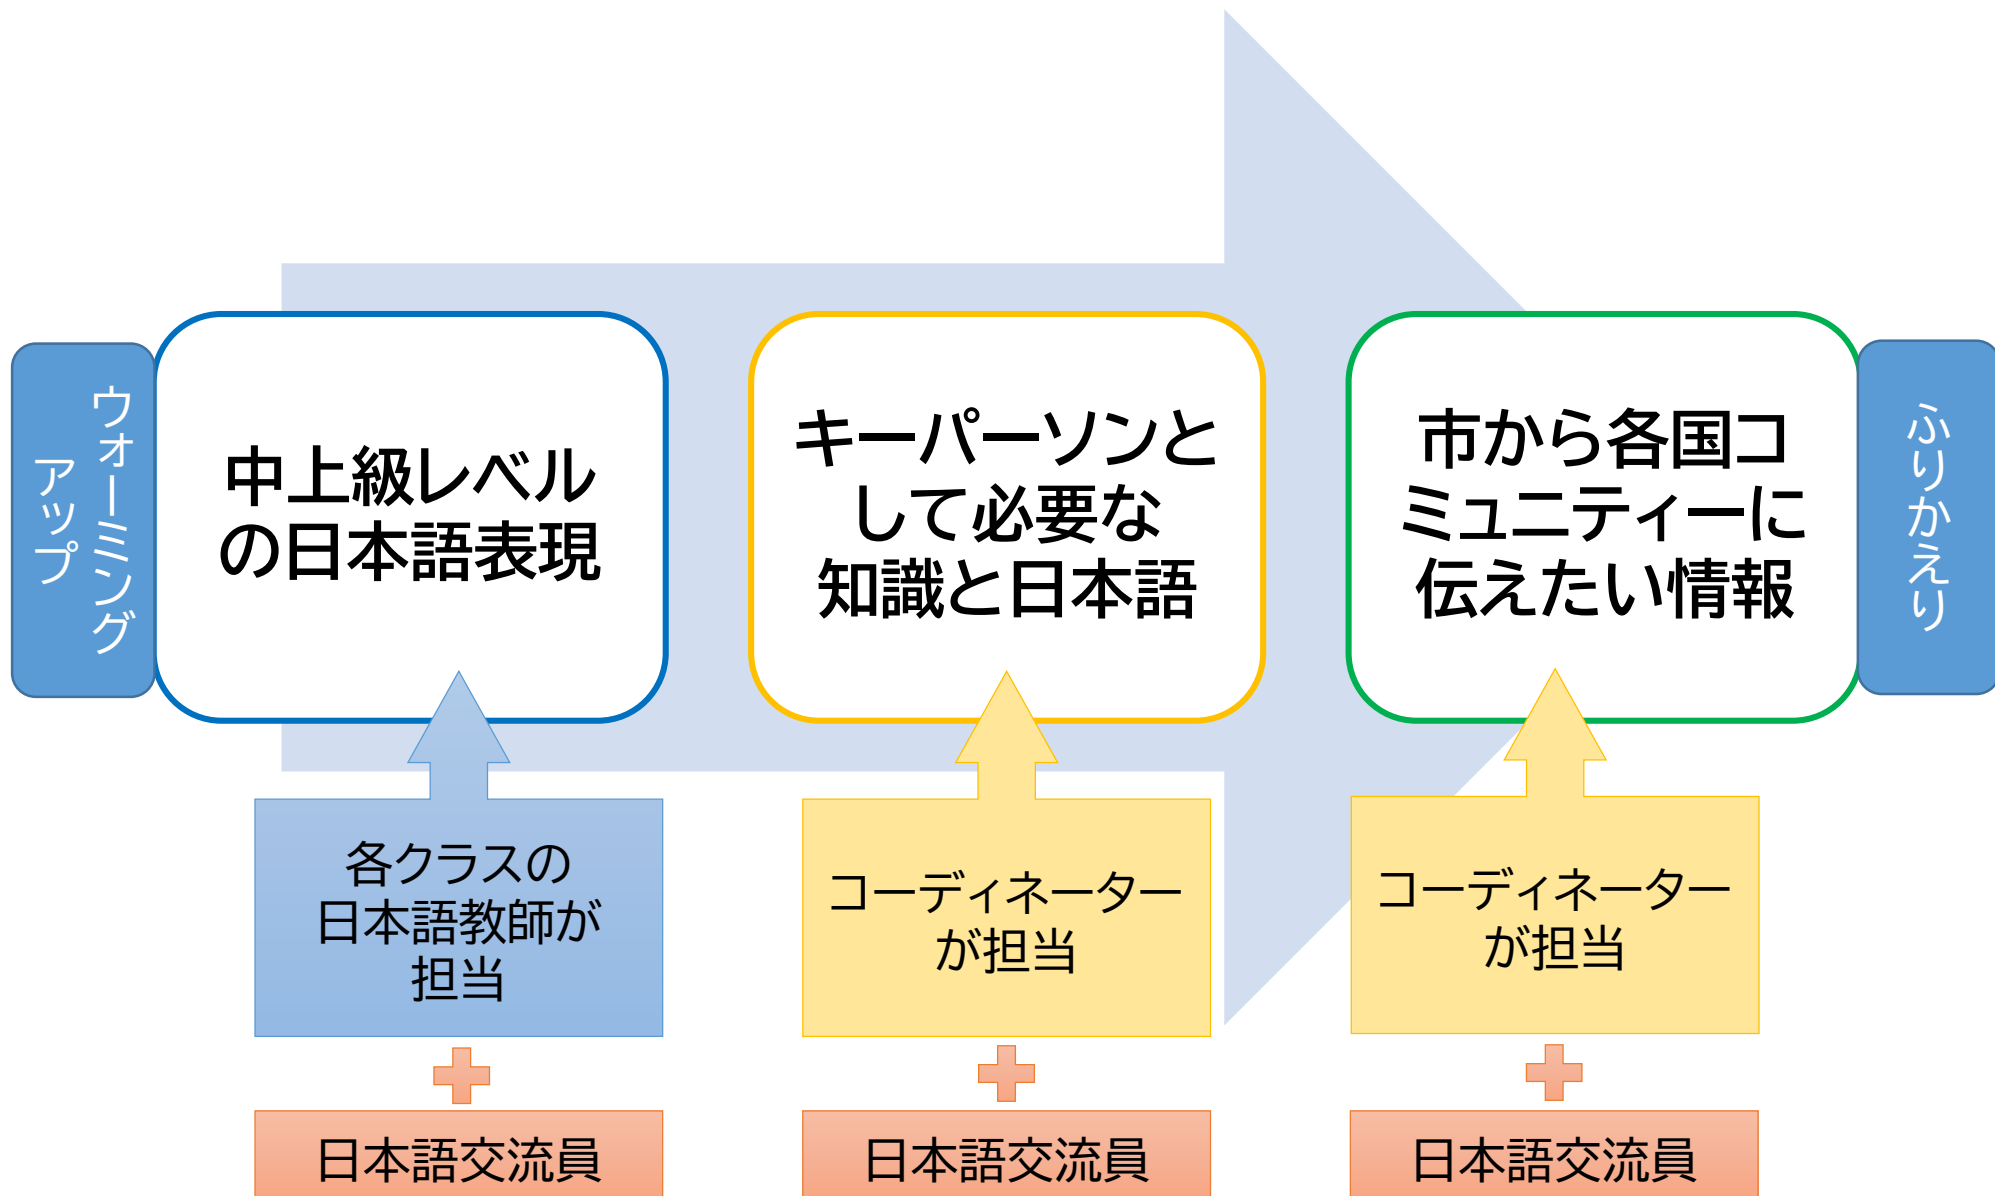 ウォーミング
アップ
中上級レベル
の日本語表現
キーパーソンと
して必要な
知識と日本語
市から各国コ
ミュニティーに
伝えたい情報
ふりかえり
各クラスの
日本語教師が
担当
コーディネーター
が担当
コーディネーター
が担当
日本語交流員
日本語交流員
日本語交流員